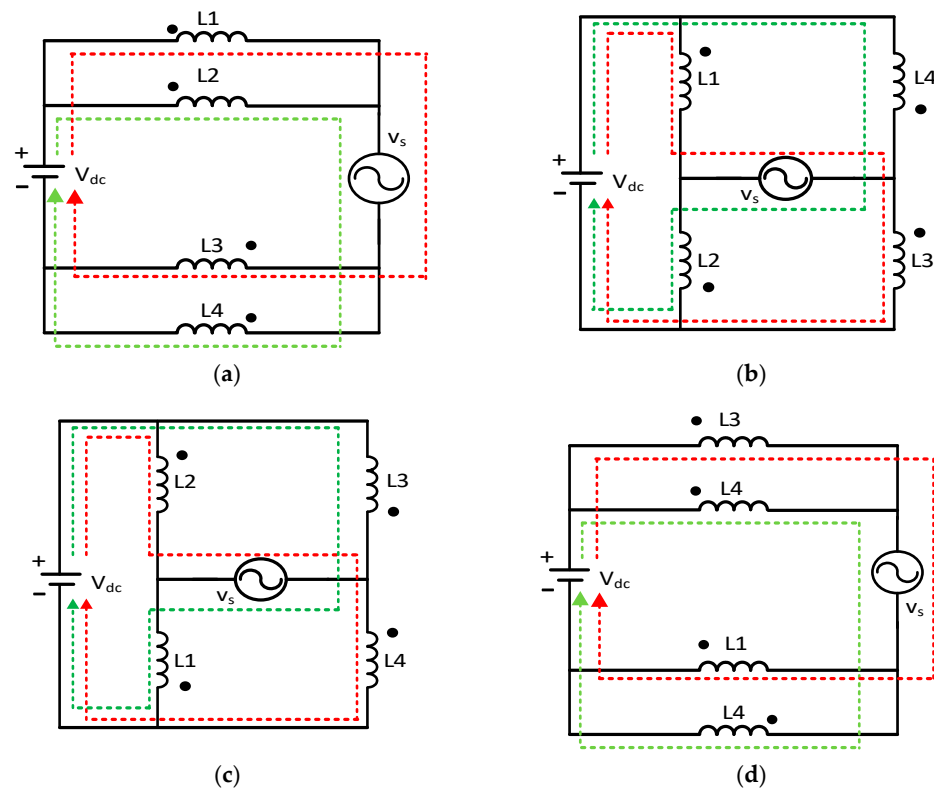 L1
L2
+
−
V_dc
v_s
L3
L4
(a)
L1
L4
+
−
V_dc
v_s
L2
L3
(b)
L2
L3
+
−
V_dc
v_s
L1
L4
(c)
L3
L4
+
−
V_dc
v_s
L1
L4
(d)